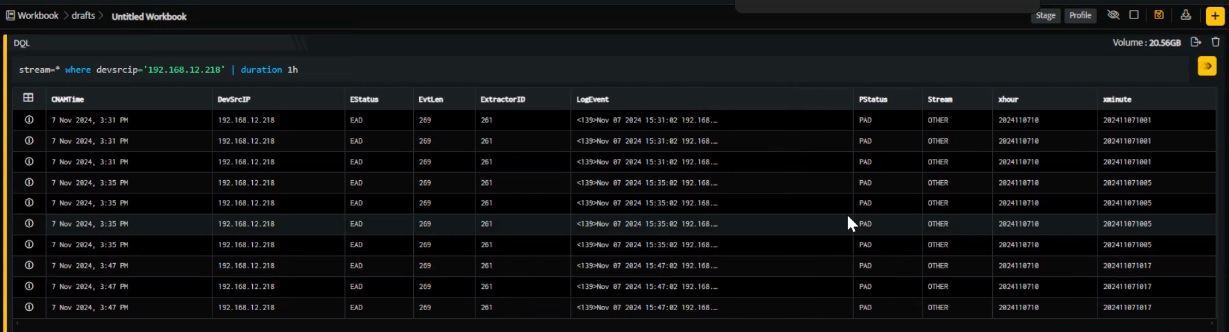 Workbook > drafts > Untitled Workbook Stage Profile
DQL Volume : 20.56GB
stream=* where devsrcip='192.168.12.218' | duration 1h
CNAMTime DevSrcIP EStatus EvtLen ExtractorID LogEvent PStatus Stream xhour xminute
7 Nov 2024, 3:31 PM 192.168.12.218 EAD 269 261 <139>Nov 07 2024 15:31:02 192.168.… PAD OTHER 2024110710 202411071001
7 Nov 2024, 3:31 PM 192.168.12.218 EAD 269 261 <139>Nov 07 2024 15:31:02 192.168.… PAD OTHER 2024110710 202411071001
7 Nov 2024, 3:31 PM 192.168.12.218 EAD 269 261 <139>Nov 07 2024 15:31:02 192.168.… PAD OTHER 2024110710 202411071001
7 Nov 2024, 3:35 PM 192.168.12.218 EAD 269 261 <139>Nov 07 2024 15:35:02 192.168.… PAD OTHER 2024110710 202411071005
7 Nov 2024, 3:35 PM 192.168.12.218 EAD 269 261 <139>Nov 07 2024 15:35:02 192.168.… PAD OTHER 2024110710 202411071005
7 Nov 2024, 3:35 PM 192.168.12.218 EAD 269 261 <139>Nov 07 2024 15:35:02 192.168.… PAD OTHER 2024110710 202411071005
7 Nov 2024, 3:35 PM 192.168.12.218 EAD 269 261 <139>Nov 07 2024 15:35:02 192.168.… PAD OTHER 2024110710 202411071005
7 Nov 2024, 3:47 PM 192.168.12.218 EAD 269 261 <139>Nov 07 2024 15:47:02 192.168.… PAD OTHER 2024110710 202411071017
7 Nov 2024, 3:47 PM 192.168.12.218 EAD 269 261 <139>Nov 07 2024 15:47:02 192.168.… PAD OTHER 2024110710 202411071017
7 Nov 2024, 3:47 PM 192.168.12.218 EAD 269 261 <139>Nov 07 2024 15:47:02 192.168.… PAD OTHER 2024110710 202411071017